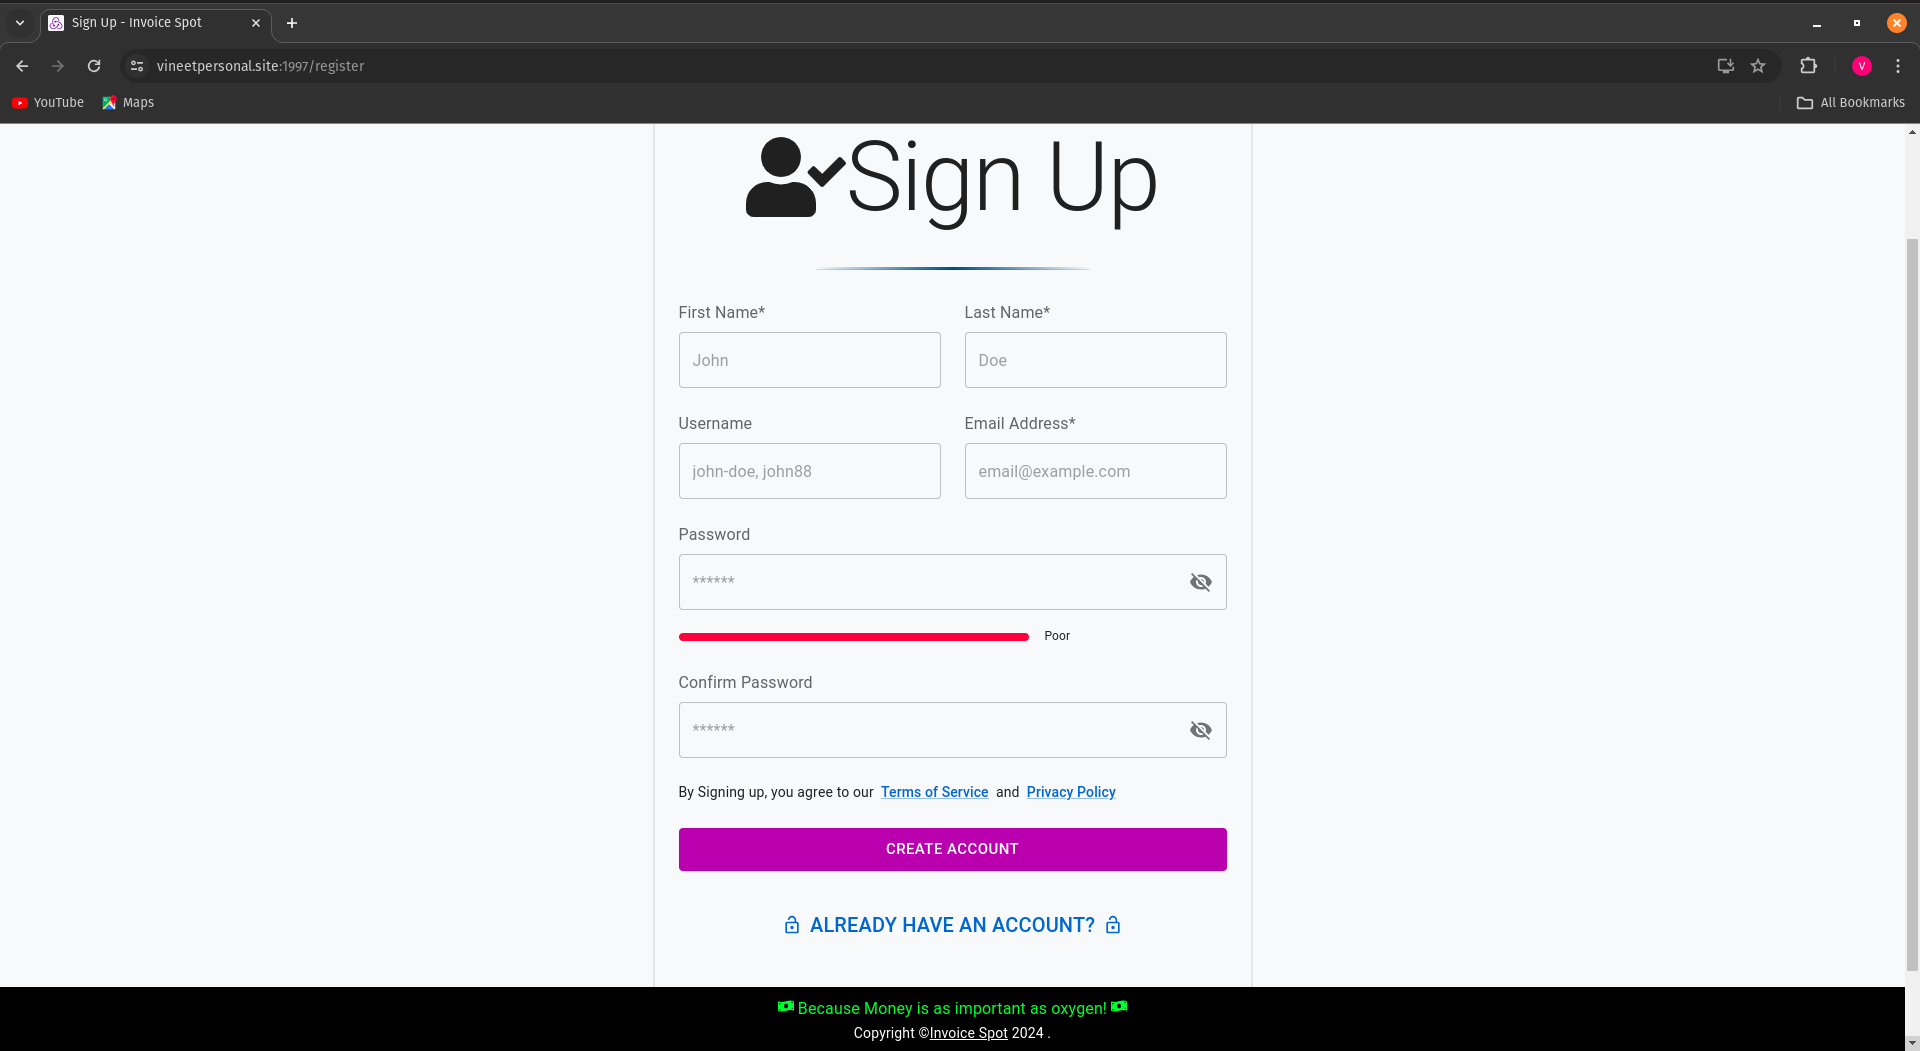 Sign Up - Invoice Spot
vineetpersonal.site:1997/register
V
YouTube
Maps
All Bookmarks
Sign Up
First Name*
Last Name*
John
Doe
Username
Email Address*
john-doe, john88
email@example.com
Password
******
Poor
Confirm Password
******
By Signing up, you agree to our Terms of Service and Privacy Policy
CREATE ACCOUNT
ALREADY HAVE AN ACCOUNT?
Because Money is as important as oxygen!
Copyright ©Invoice Spot 2024 .